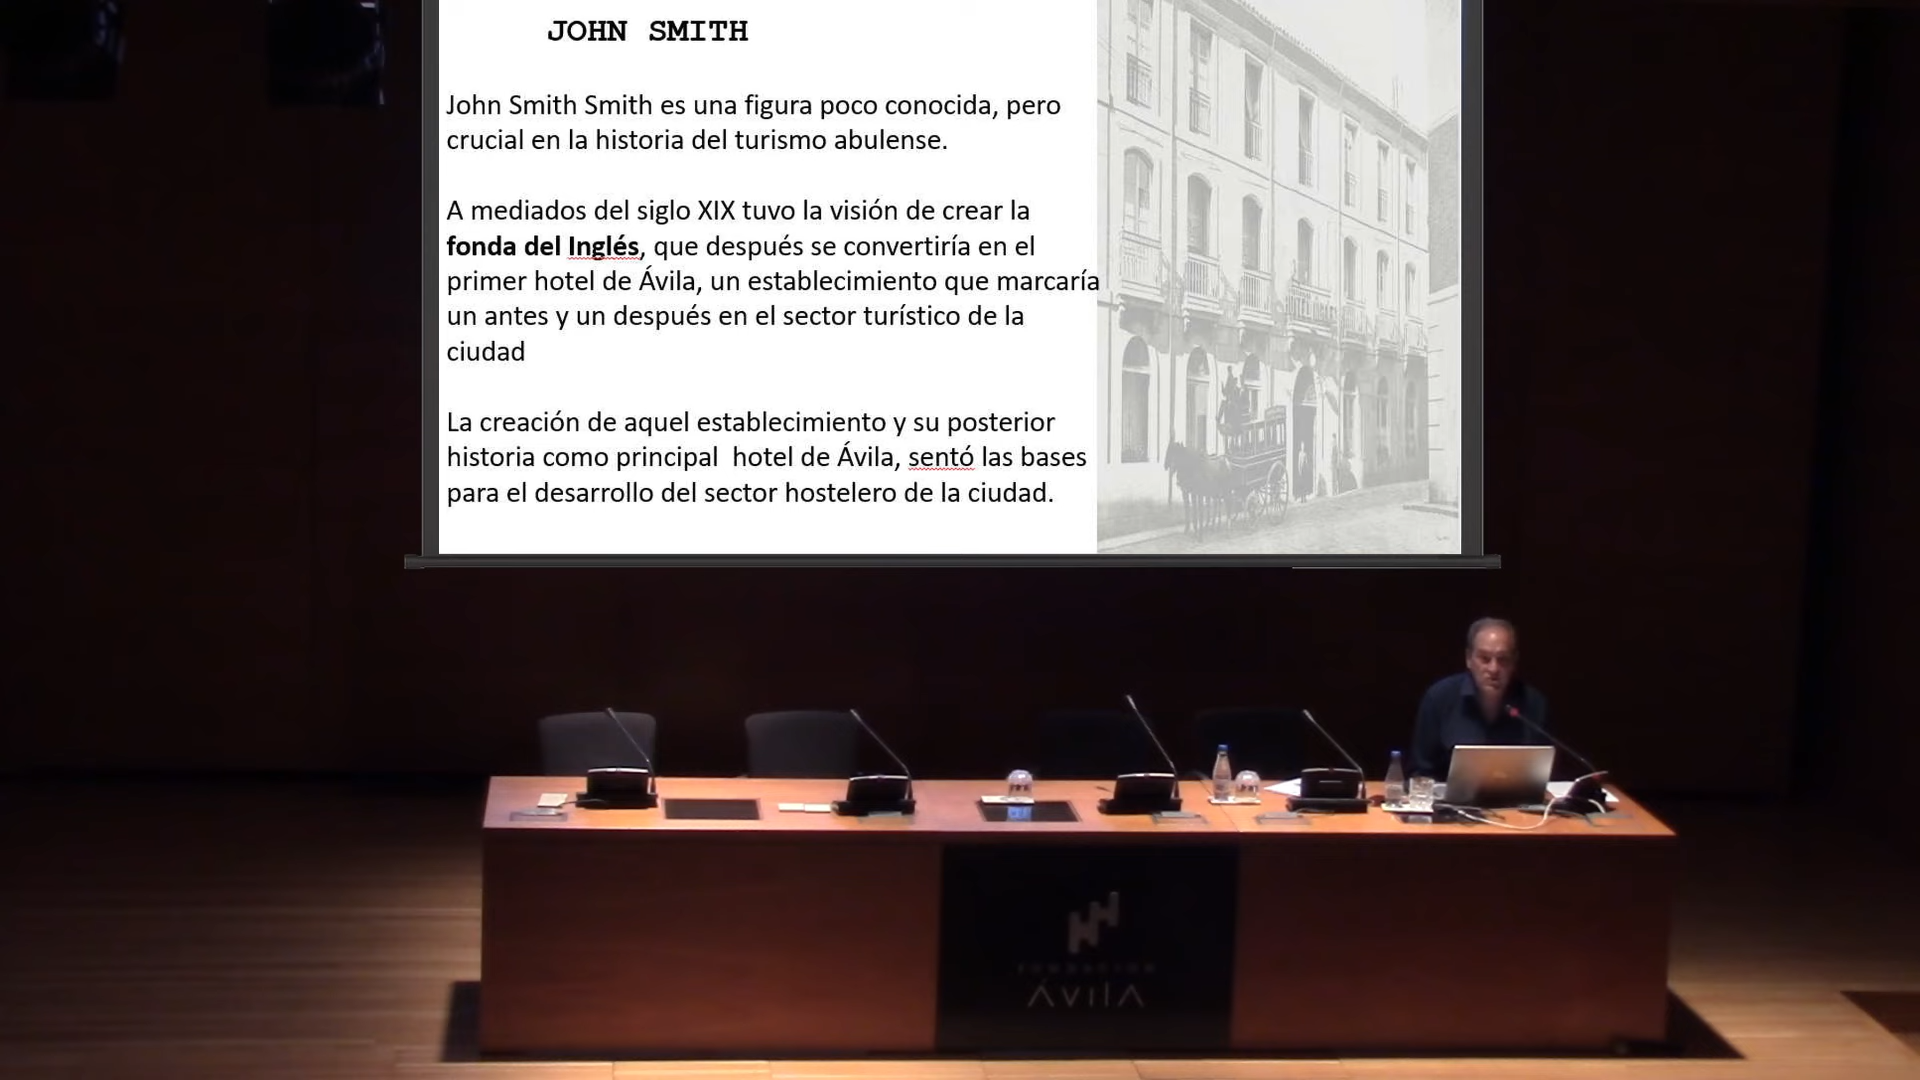 JOHN SMITH
John Smith Smith es una figura poco conocida, pero
crucial en la historia del turismo abulense.
A mediados del siglo XIX tuvo la visión de crear la
fonda del Inglés, que después se convertiría en el
primer hotel de Ávila, un establecimiento que marcaría
un antes y un después en el sector turístico de la
ciudad
La creación de aquel establecimiento y su posterior
historia como principal  hotel de Ávila, sentó las bases
para el desarrollo del sector hostelero de la ciudad.
FUNDACIÓN
ÁVILA